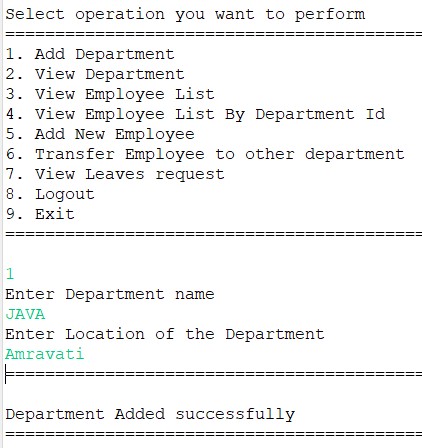 Select operation you want to perform
==========================================
1. Add Department
2. View Department
3. View Employee List
4. View Employee List By Department Id
5. Add New Employee
6. Transfer Employee to other department
7. View Leaves request
8. Logout
9. Exit
==========================================
1
Enter Department name
JAVA
Enter Location of the Department
Amravati
==========================================
Department Added successfully
==========================================